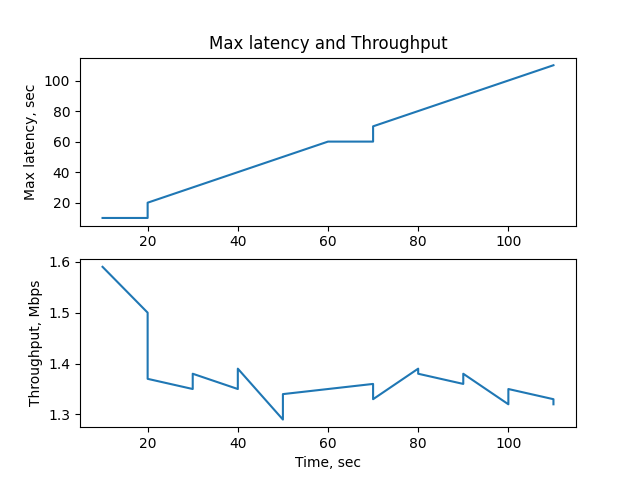 Max latency and Throughput
Max latency, sec
100
80
60
40
20
20 40 60 80 100
Throughput, Mbps
1.6
1.5
1.4
1.3
20 40 60 80 100
Time, sec